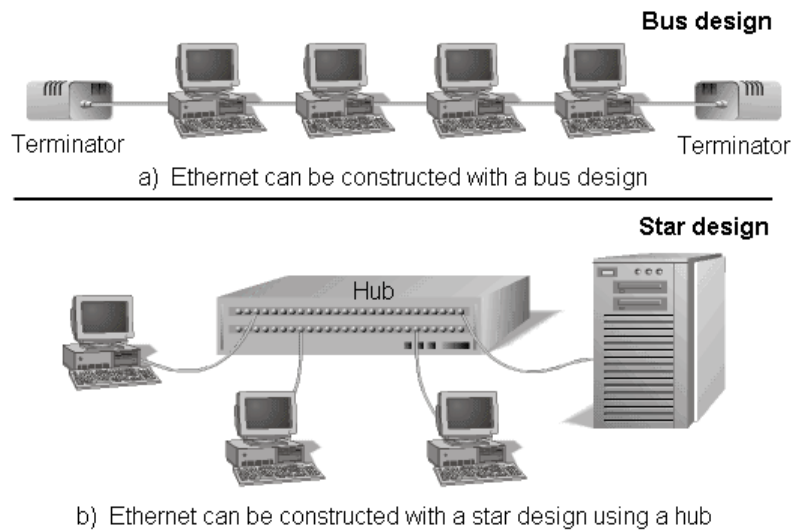 Bus design
Terminator
Terminator
a) Ethernet can be constructed with a bus design
Star design
Hub
b) Ethernet can be constructed with a star design using a hub